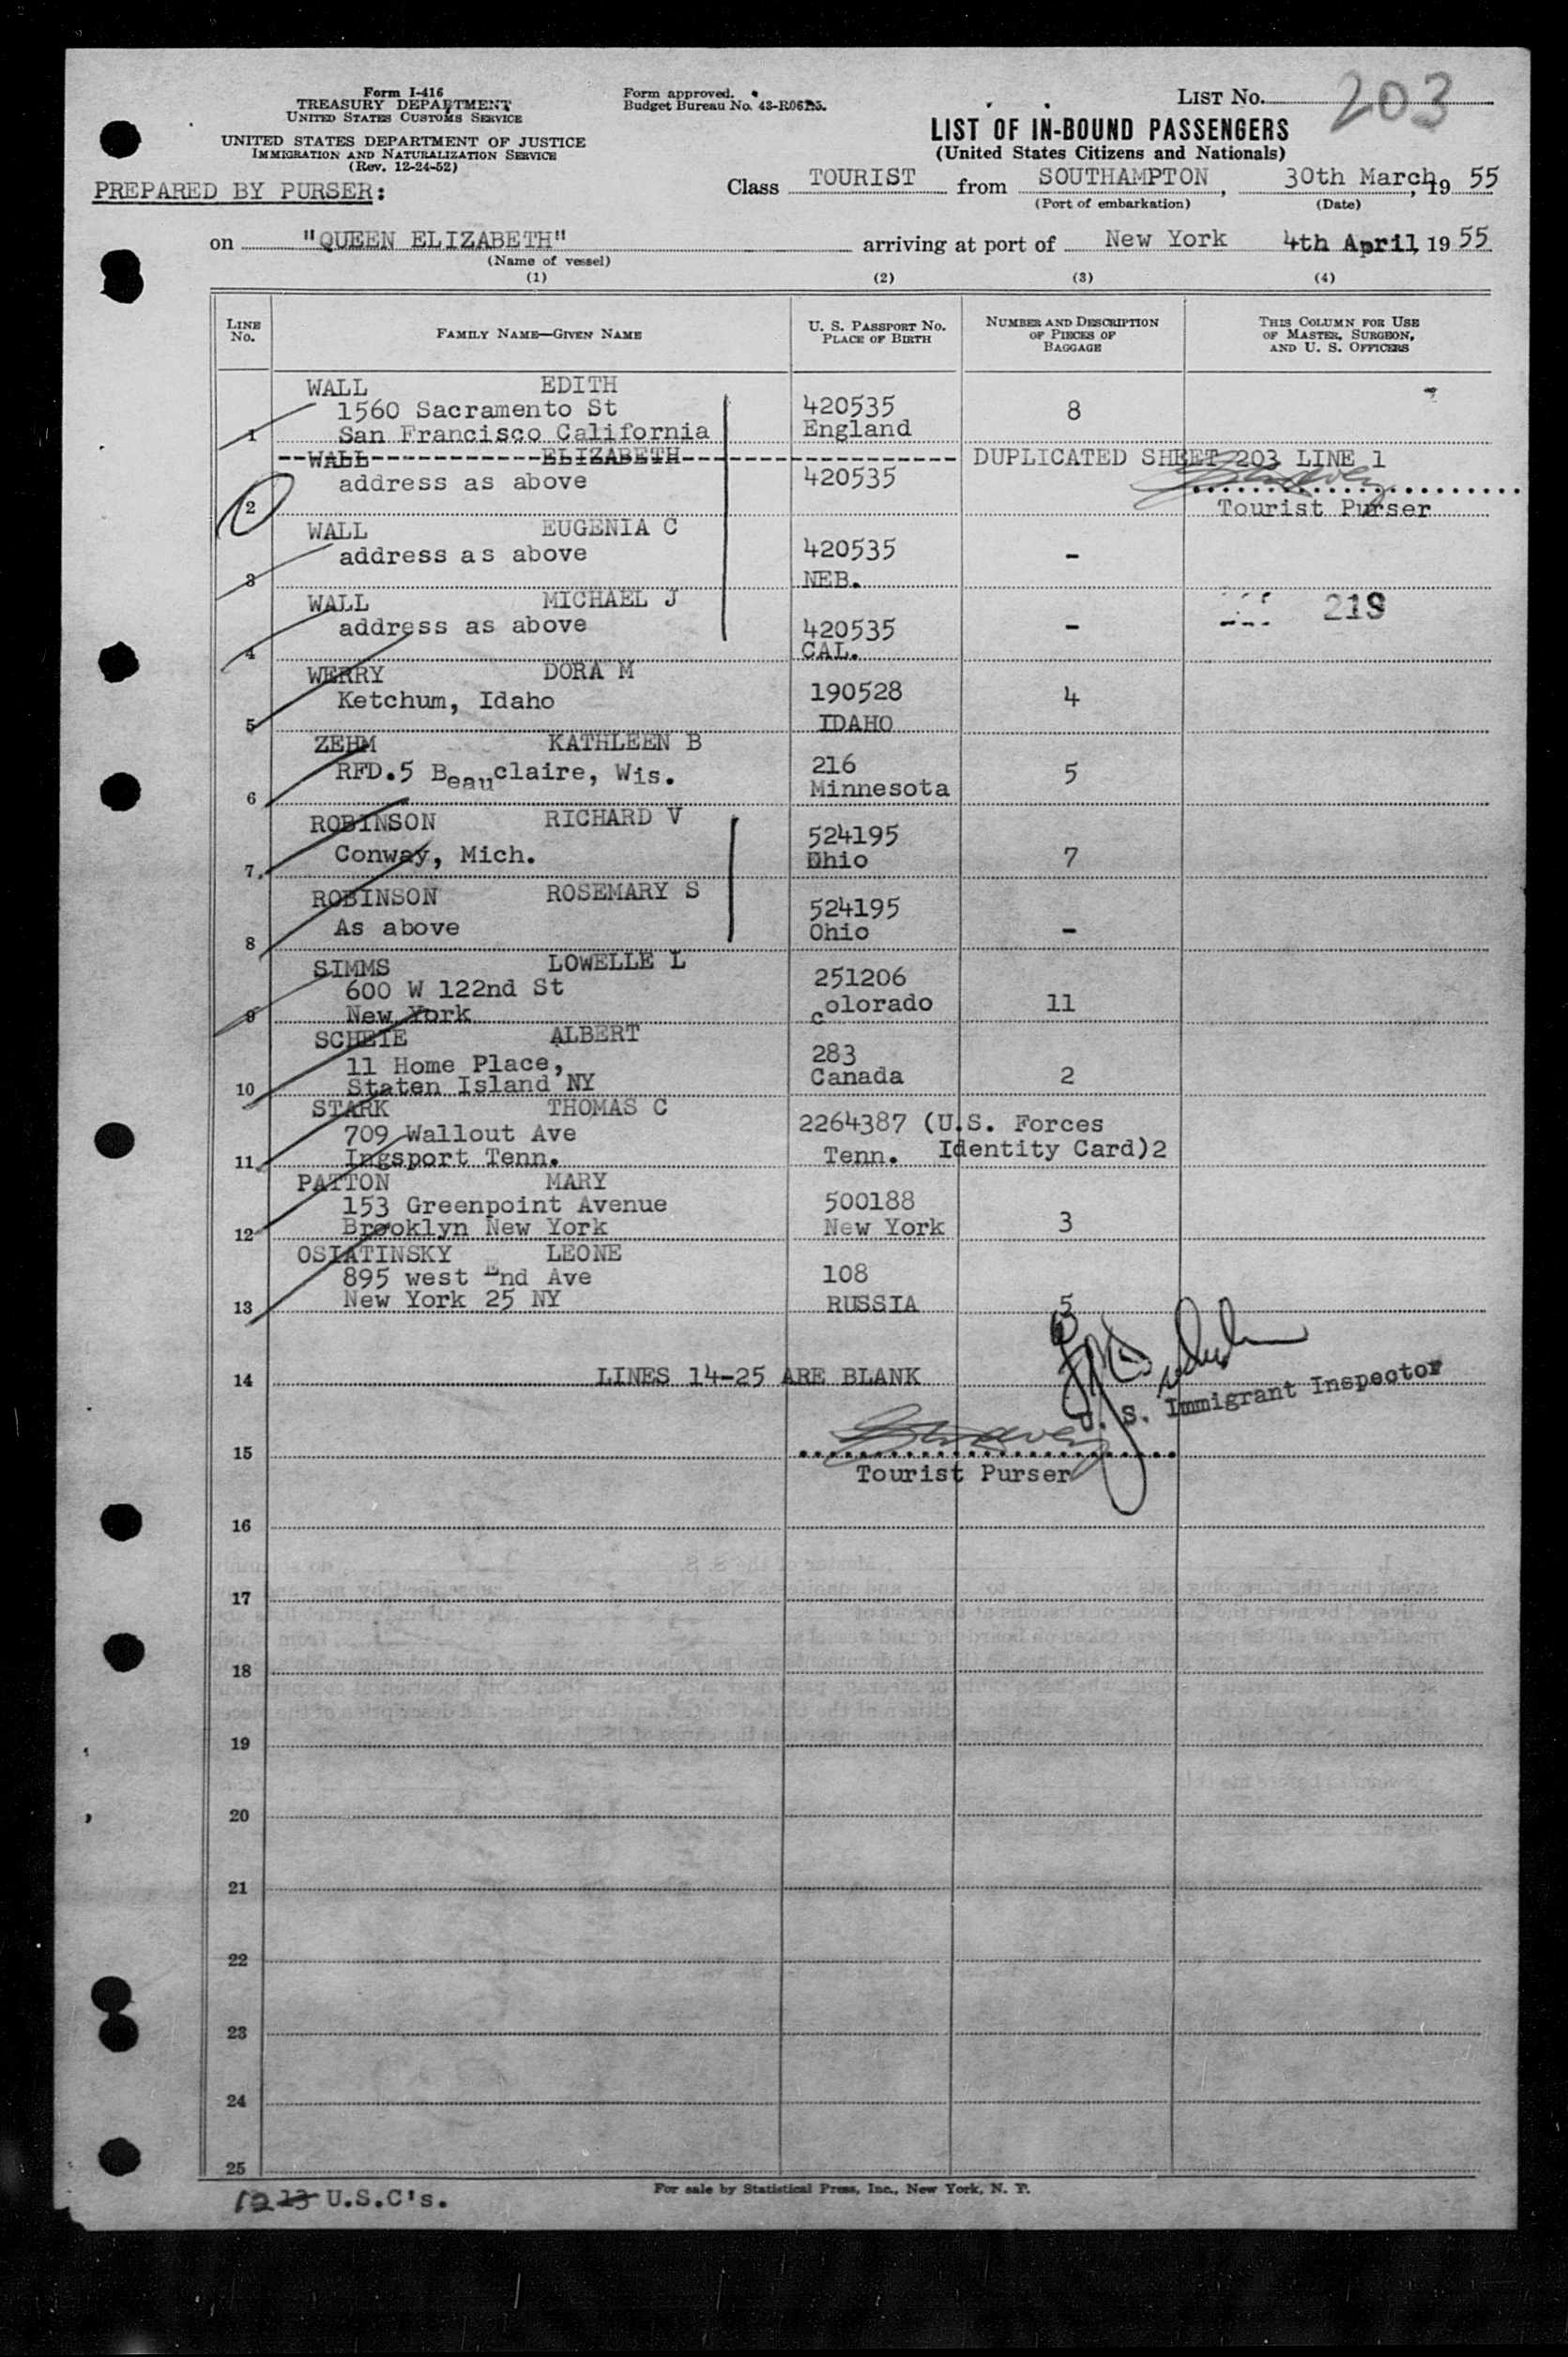 Form I-416
TREASURY DEPARTMENT
UNITED STATES CUSTOMS SERVICE
UNITED STATES DEPARTMENT OF JUSTICE
IMMIGRATION AND NATURALIZATION SERVICE
(Rev. 12-24-52)
PREPARED BY PURSER:
Form approved.
Budget Bureau No. 43-R06
LIST No. 203
LIST OF IN-BOUND PASSENGERS
(United States Citizens and Nationals)
Class TOURIST from SOUTHAMPTON, 30th March, 19 55
(Port of embarkation) (Date)
on "QUEEN ELIZABETH" arriving at port of New York 4th April, 19 55
(Name of vessel)
(1) (2) (3) (4)
LINE No. FAMILY NAME—GIVEN NAME U. S. PASSPORT NO. PLACE OF BIRTH NUMBER AND DESCRIPTION OF PIECES OF BAGGAGE THIS COLUMN FOR USE OF MASTER, SURGEON, AND U. S. OFFICERS
WALL EDITH
1560 Sacramento St 420535 8
1 San Francisco California England
WALL ELIZABETH DUPLICATED SHEET 203 LINE 1
address as above 420535
2 Tourist Purser
WALL EUGENIA C
address as above 420535 -
3 NEB.
WALL MICHAEL J 219
address as above 420535 -
4 CAL.
WERRY DORA M
Ketchum, Idaho 190528 4
5 IDAHO
ZEHM KATHLEEN B
RFD.5 Beauclaire, Wis. 216 5
6 Minnesota
ROBINSON RICHARD V 524195
Conway, Mich. Ohio 7
7
ROBINSON ROSEMARY S 524195
As above Ohio -
8
SIMMS LOWELLE L
600 W 122nd St 251206
9 New York Colorado 11
SCHEIE ALBERT
11 Home Place, 283
10 Staten Island NY Canada 2
STARK THOMAS C
709 Wallout Ave 2264387 (U.S. Forces
11 Ingsport Tenn. Tenn. Identity Card)2
PATTON MARY
153 Greenpoint Avenue 500188
12 Brooklyn New York New York 3
OSIATINSKY LEONE
895 west End Ave 108
13 New York 25 NY RUSSIA 5
14 LINES 14-25 ARE BLANK
U. S. Immigrant Inspector
15
Tourist Purser
16
17
18
19
20
21
22
23
24
25
12 13 U.S.C's.
For sale by Statistical Press, Inc., New York, N. Y.